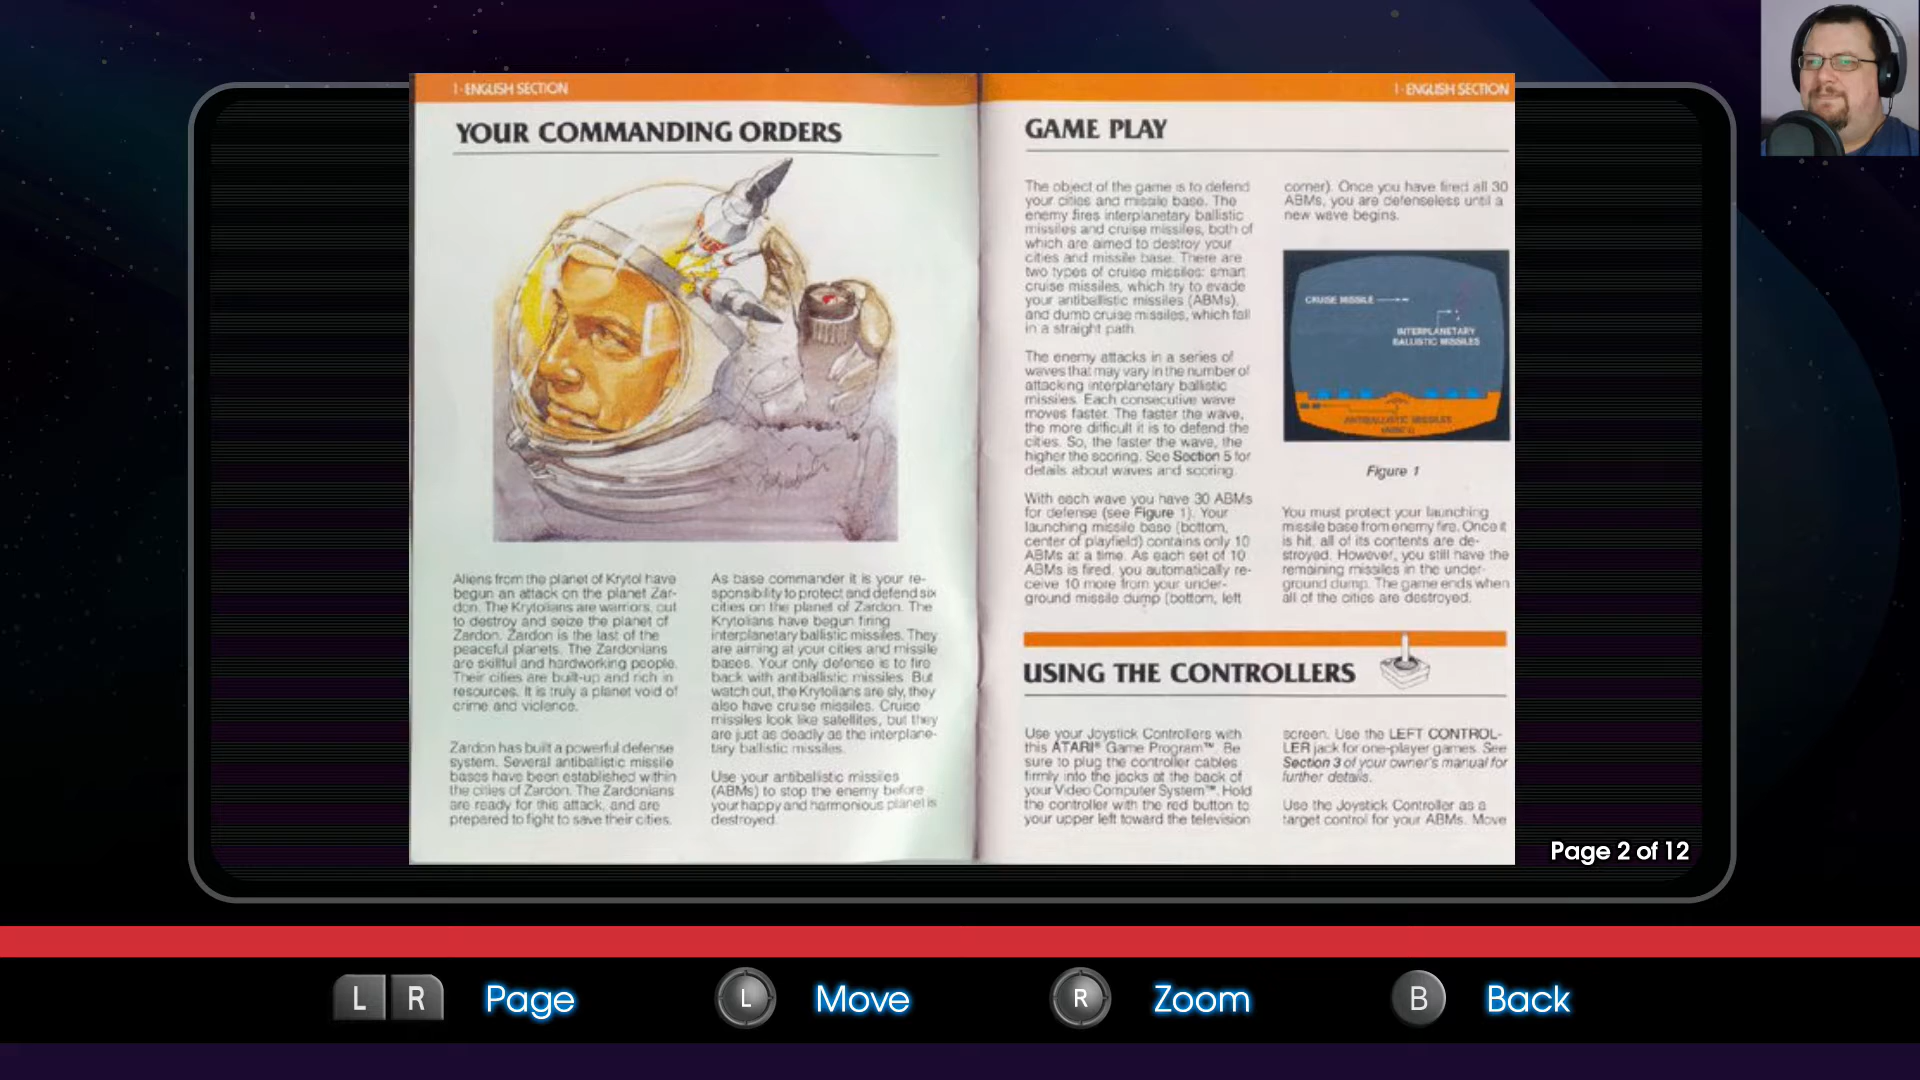 1 · ENGLISH SECTION
YOUR COMMANDING ORDERS
Aliens from the planet of Krytol have
begun an attack on the planet Zar-
don. The Krytolians are warriors, out
to destroy and seize the planet of
Zardon. Zardon is the last of the
peaceful planets. The Zardonians
are skillful and hardworking people.
Their cities are built-up and rich in
resources. It is truly a planet void of
crime and violence.
Zardon has built a powerful defense
system. Several antiballistic missile
bases have been established within
the cities of Zardon. The Zardonians
are ready for this attack, and are
prepared to fight to save their cities.
As base commander it is your re-
sponsibility to protect and defend six
cities on the planet of Zardon. The
Krytolians have begun firing
interplanetary ballistic missiles. They
are aiming at your cities and missile
bases. Your only defense is to fire
back with antiballistic missiles. But
watch out, the Krytolians are sly, they
also have cruise missiles. Cruise
missiles look like satellites, but they
are just as deadly as the interplane-
tary ballistic missiles.
Use your antiballistic missiles
(ABMs) to stop the enemy before
your happy and harmonious planet is
destroyed.
1 · ENGLISH SECTION
GAME PLAY
The object of the game is to defend
your cities and missile base. The
enemy fires interplanetary ballistic
missiles and cruise missiles, both of
which are aimed to destroy your
cities and missile base. There are
two types of cruise missiles: smart
cruise missiles, which try to evade
your antiballistic missiles (ABMs),
and dumb cruise missiles, which fall
in a straight path.
The enemy attacks in a series of
waves that may vary in the number of
attacking interplanetary ballistic
missiles. Each consecutive wave
moves faster. The faster the wave,
the more difficult it is to defend the
cities. So, the faster the wave, the
higher the scoring. See Section 5 for
details about waves and scoring.
With each wave you have 30 ABMs
for defense (see Figure 1). Your
launching missile base (bottom,
center of playfield) contains only 10
ABMs at a time. As each set of 10
ABMs is fired, you automatically re-
ceive 10 more from your under-
ground missile dump (bottom, left
corner). Once you have fired all 30
ABMs, you are defenseless until a
new wave begins.
CRUISE MISSILE
INTERPLANETARY
BALLISTIC MISSILES
ANTIBALLISTIC MISSILES
Figure 1
You must protect your launching
missile base from enemy fire. Once it
is hit, all of its contents are de-
stroyed. However, you still have the
remaining missiles in the under-
ground dump. The game ends when
all of the cities are destroyed.
USING THE CONTROLLERS
Use your Joystick Controllers with
this ATARI® Game Program™. Be
sure to plug the controller cables
firmly into the jacks at the back of
your Video Computer System™. Hold
the controller with the red button to
your upper left toward the television
screen. Use the LEFT CONTROL-
LER jack for one-player games. See
Section 3 of your owner's manual for
further details.
Use the Joystick Controller as a
target control for your ABMs. Move
Page 2 of 12
L R Page
L Move
R Zoom
B Back